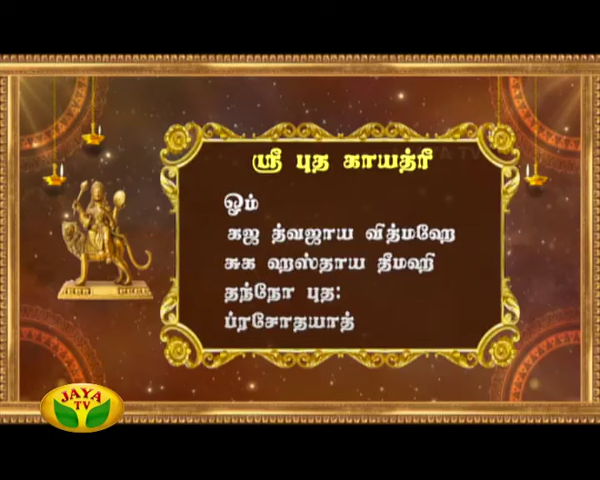 ஸ்ரீ புத காயத்ரீ
ஓம்
கஜ த்வஜாய வித்மஹே
சுக ஹஸ்தாய தீமஹி
தந்நோ புத:
ப்ரசோதயாத்
JAYA
TV